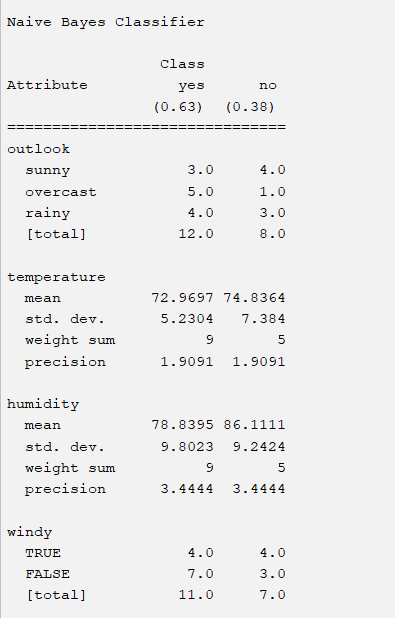 Naive Bayes Classifier
Class
Attribute yes no
(0.63) (0.38)
===============================
outlook
sunny 3.0 4.0
overcast 5.0 1.0
rainy 4.0 3.0
[total] 12.0 8.0
temperature
mean 72.9697 74.8364
std. dev. 5.2304 7.384
weight sum 9 5
precision 1.9091 1.9091
humidity
mean 78.8395 86.1111
std. dev. 9.8023 9.2424
weight sum 9 5
precision 3.4444 3.4444
windy
TRUE 4.0 4.0
FALSE 7.0 3.0
[total] 11.0 7.0